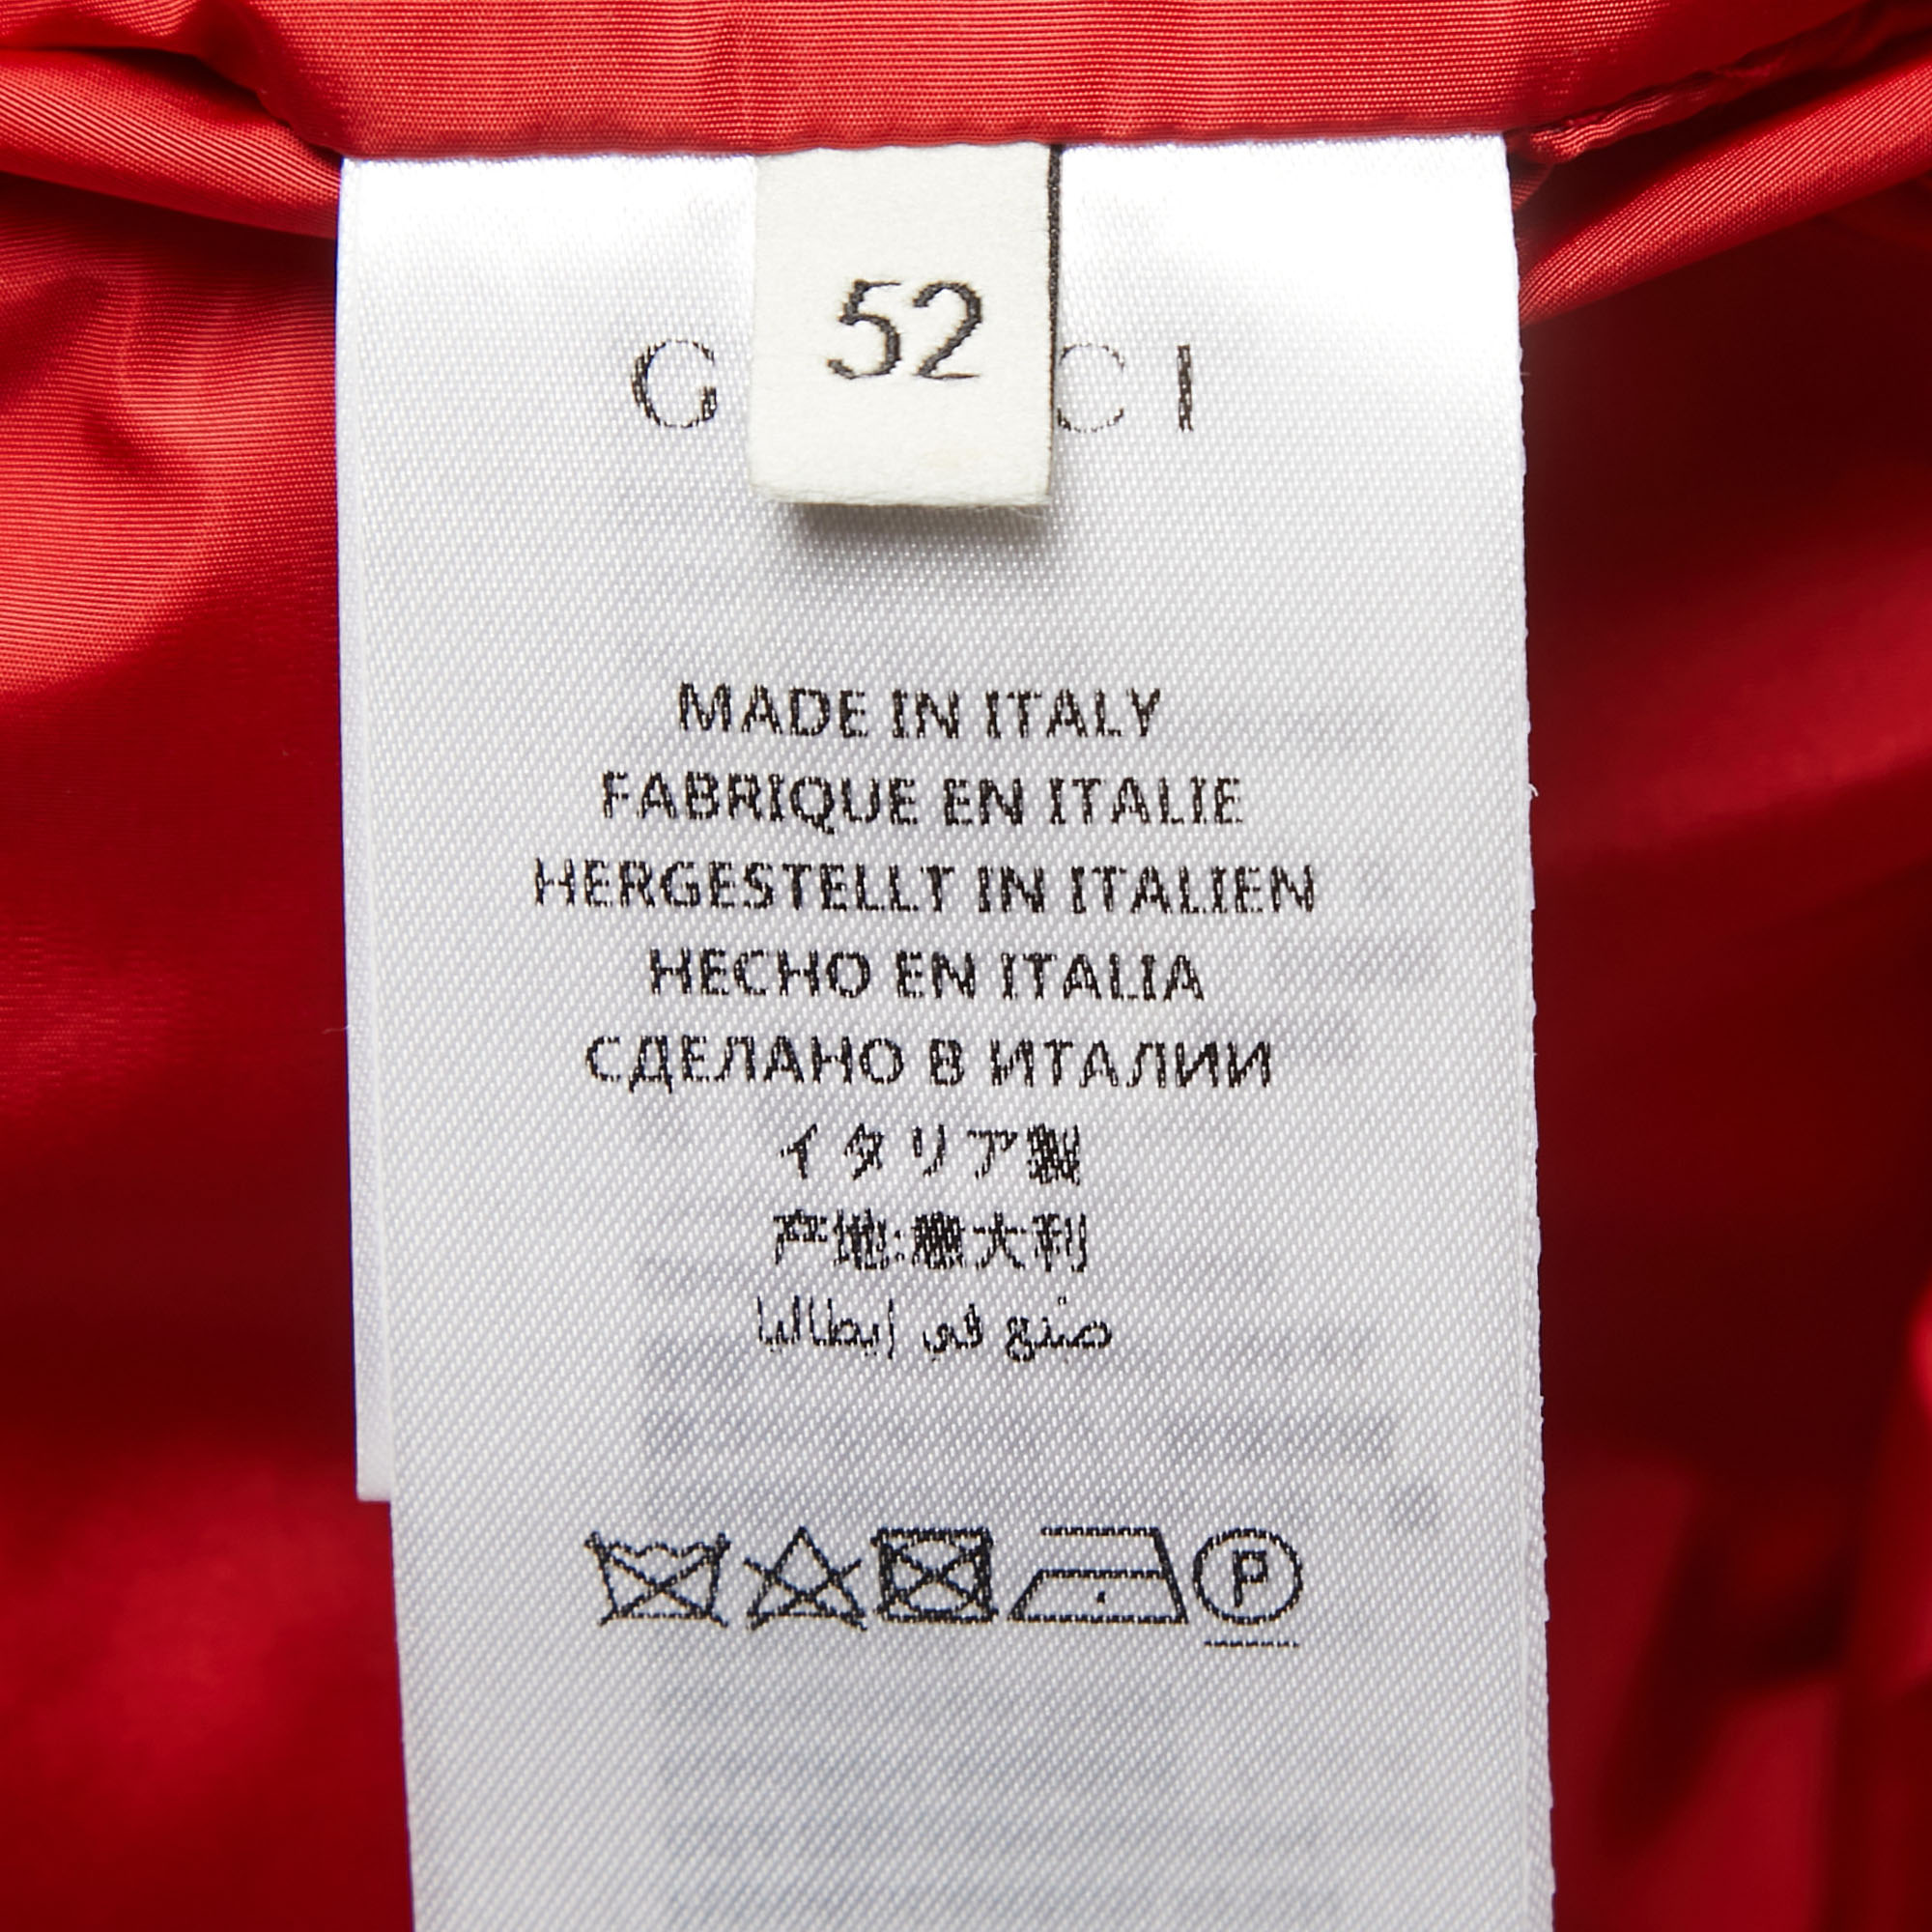 52
G CI
MADE IN ITALY
FABRIQUE EN ITALIE
HERGESTELLT IN ITALIEN
HECHO EN ITALIA
СДЕЛАНО В ИТАЛИИ
イタリア製
产地:意大利
صنع في إيطاليا
P